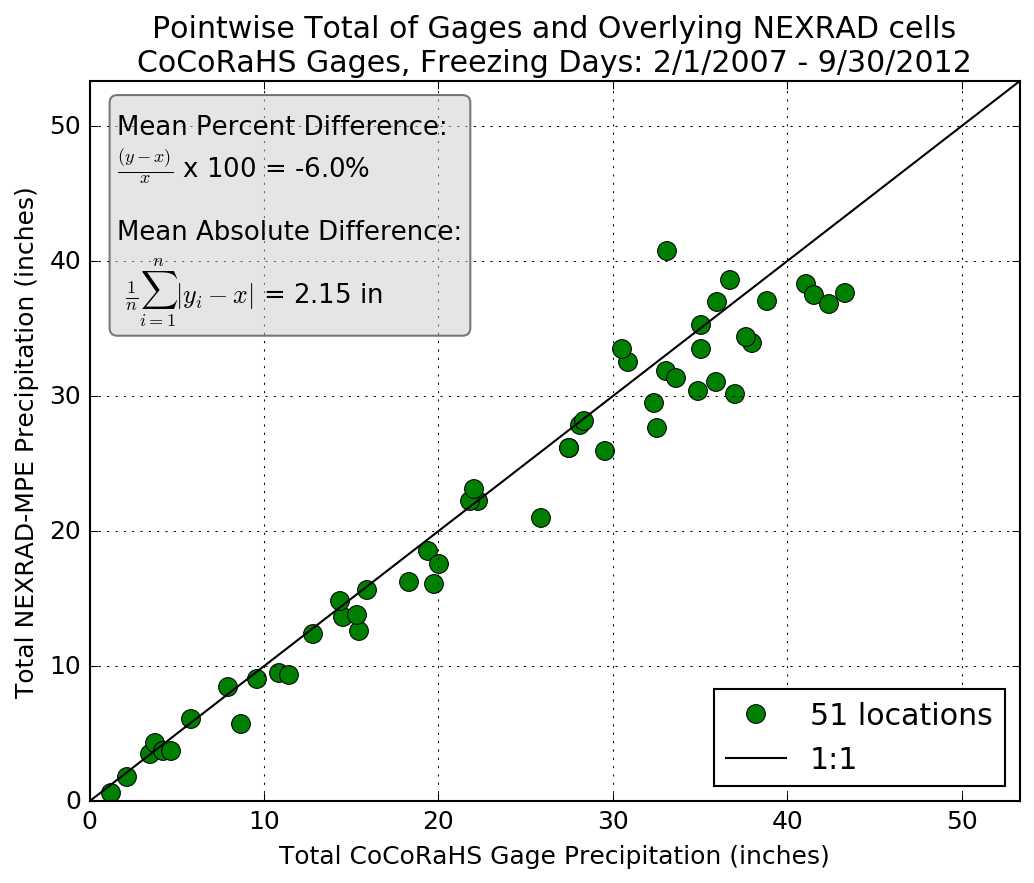 Pointwise Total of Gages and Overlying NEXRAD cells
CoCoRaHS Gages, Freezing Days: 2/1/2007 - 9/30/2012
Mean Percent Difference:
(y−x)/x x 100 = -6.0%
Mean Absolute Difference:
1/n ∑_{i=1}^{n} |y_i − x| = 2.15 in
Total NEXRAD-MPE Precipitation (inches)
50
40
30
20
10
0
0 10 20 30 40 50
Total CoCoRaHS Gage Precipitation (inches)
51 locations
1:1